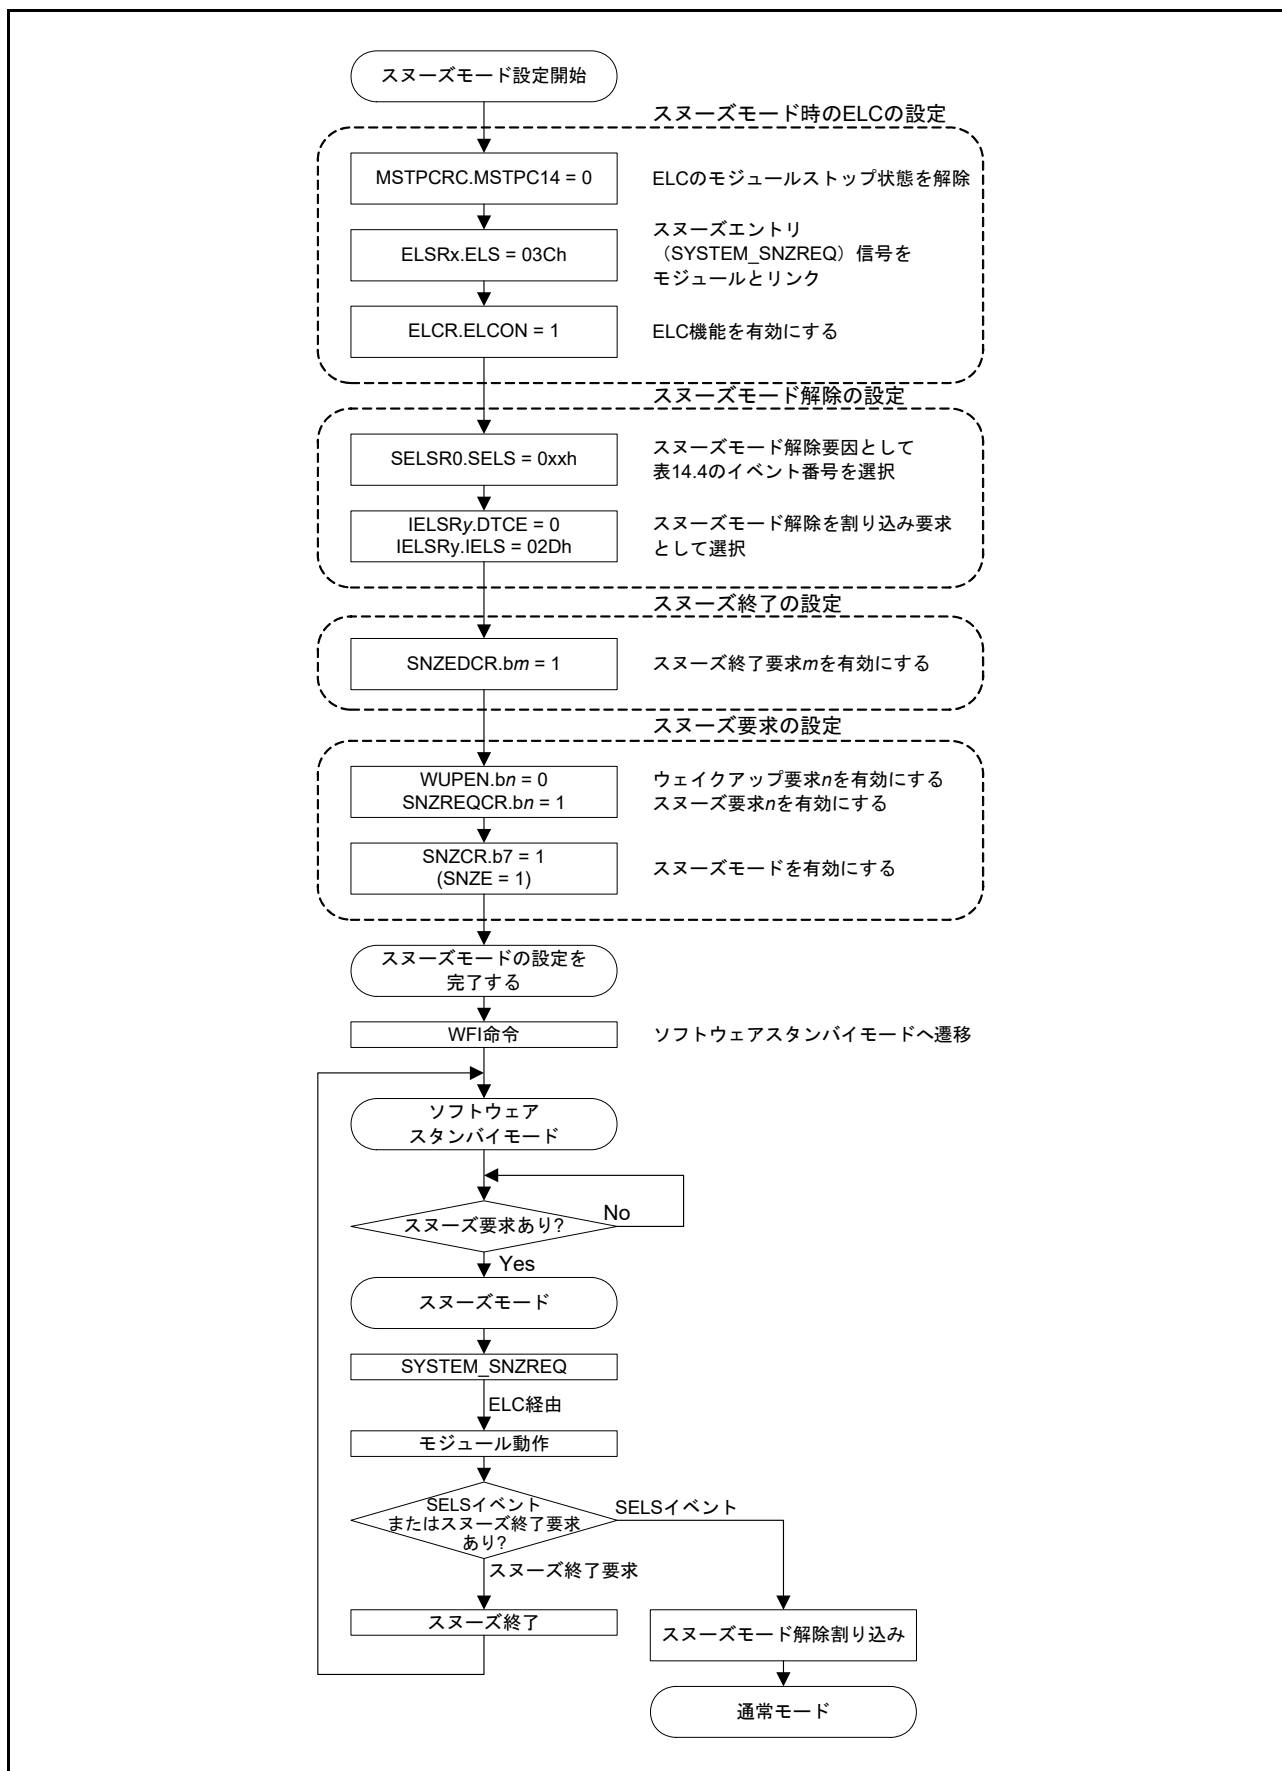 スヌーズモード設定開始
スヌーズモード時のELCの設定
MSTPCRC.MSTPC14 = 0
ELCのモジュールストップ状態を解除
ELSRx.ELS = 03Ch
スヌーズエントリ
（SYSTEM_SNZREQ）信号を
モジュールとリンク
ELCR.ELCON = 1
ELC機能を有効にする
スヌーズモード解除の設定
SELSR0.SELS = 0xxh
スヌーズモード解除要因として
表14.4のイベント番号を選択
IELSRy.DTCE = 0
IELSRy.IELS = 02Dh
スヌーズモード解除を割り込み要求
として選択
スヌーズ終了の設定
SNZEDCR.bm = 1
スヌーズ終了要求mを有効にする
スヌーズ要求の設定
WUPEN.bn = 0
SNZREQCR.bn = 1
ウェイクアップ要求nを有効にする
スヌーズ要求nを有効にする
SNZCR.b7 = 1
(SNZE = 1)
スヌーズモードを有効にする
スヌーズモードの設定を
完了する
WFI命令
ソフトウェアスタンバイモードへ遷移
ソフトウェア
スタンバイモード
スヌーズ要求あり?
No
Yes
スヌーズモード
SYSTEM_SNZREQ
ELC経由
モジュール動作
SELSイベント
またはスヌーズ終了要求
あり?
SELSイベント
スヌーズ終了要求
スヌーズ終了
スヌーズモード解除割り込み
通常モード